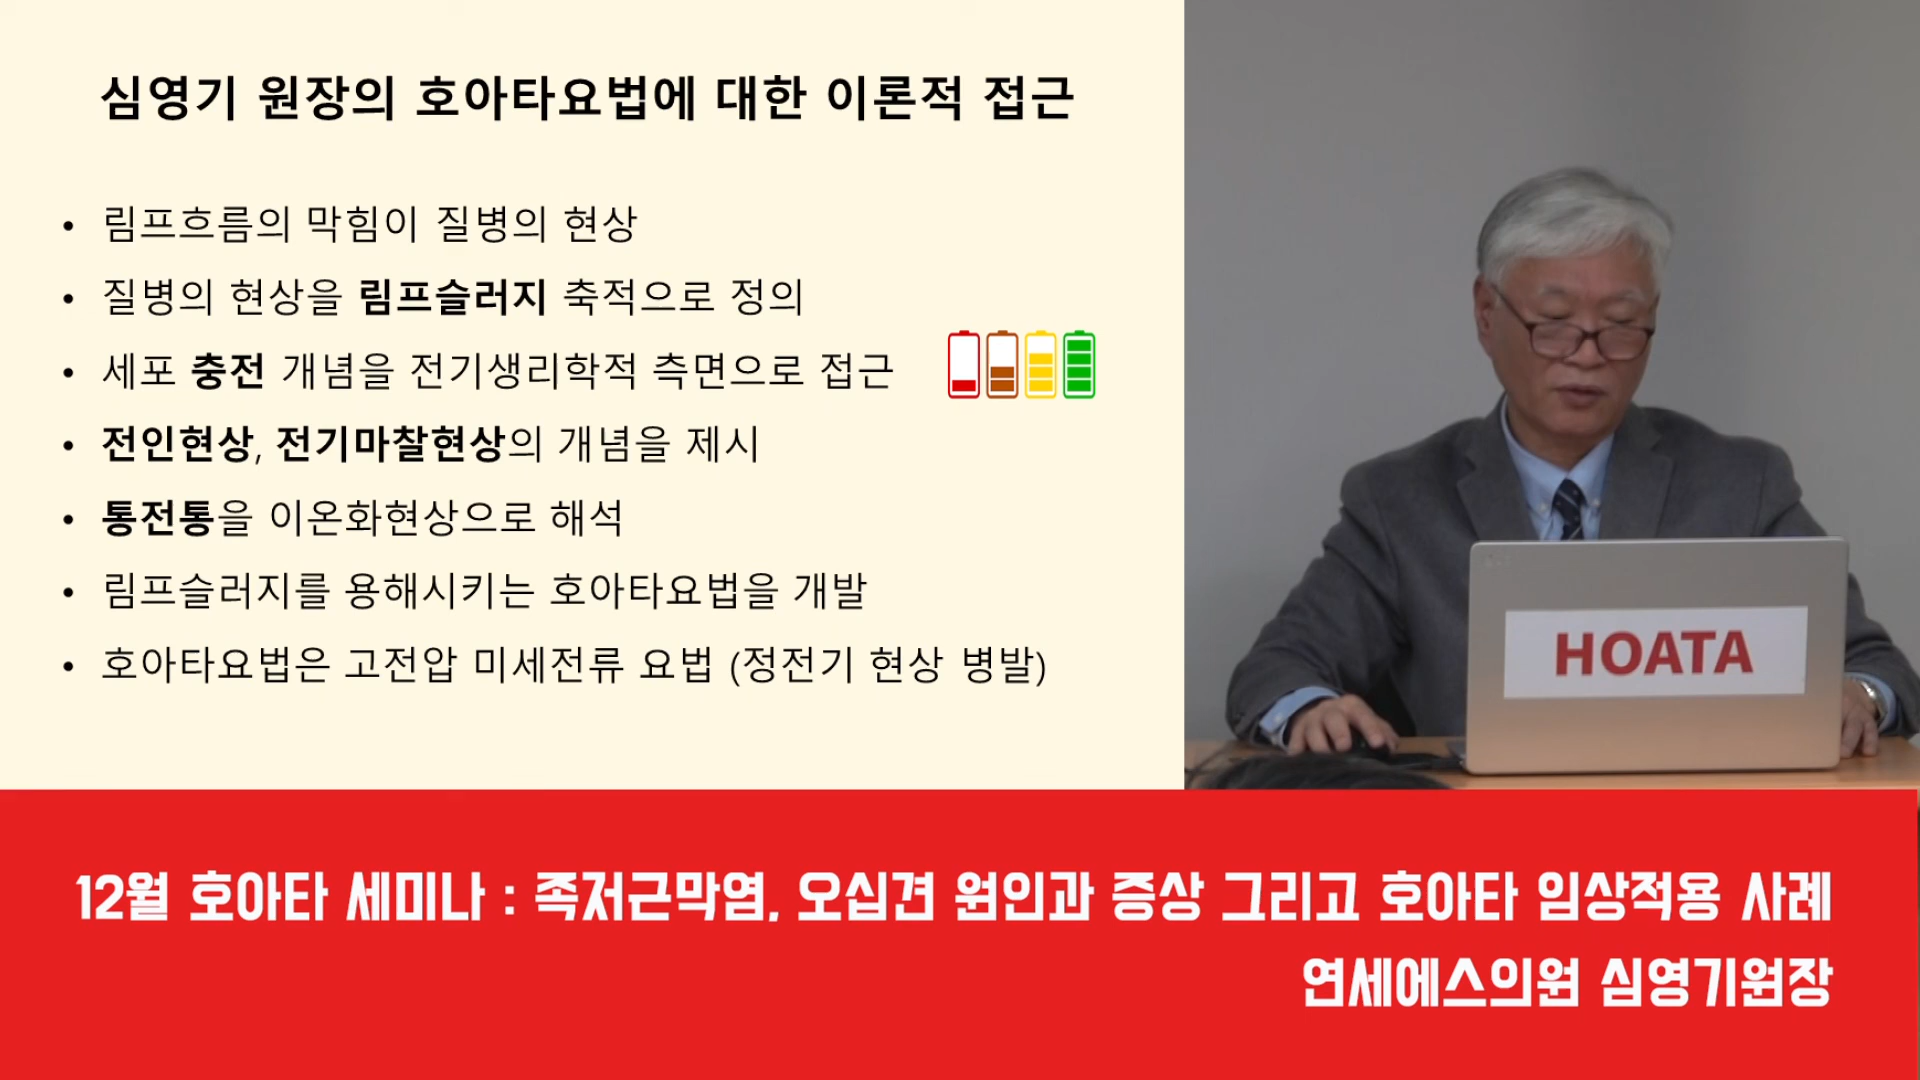 심영기 원장의 호아타요법에 대한 이론적 접근
• 림프흐름의 막힘이 질병의 현상
• 질병의 현상을 림프슬러지 축적으로 정의
• 세포 충전 개념을 전기생리학적 측면으로 접근
• 전인현상, 전기마찰현상의 개념을 제시
• 통전통을 이온화현상으로 해석
• 림프슬러지를 용해시키는 호아타요법을 개발
• 호아타요법은 고전압 미세전류 요법 (정전기 현상 병발)
HOATA
12월 호아타 세미나 : 족저근막염, 오십견 원인과 증상 그리고 호아타 임상적용 사례
연세에스의원 심영기원장